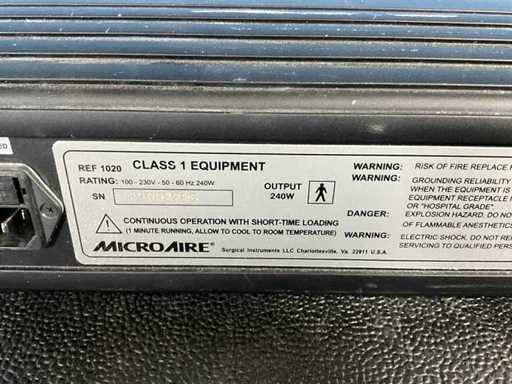 ED
REF 1020 CLASS 1 EQUIPMENT
RATING: 100 - 230V - 50 - 60 Hz 240W
SN
OUTPUT
240W
CONTINUOUS OPERATION WITH SHORT-TIME LOADING
(1 MINUTE RUNNING, ALLOW TO COOL TO ROOM TEMPERATURE)
MICROAIRE®
Surgical Instruments LLC Charlottesville, Va. 22911 U.S.A.
WARNING: RISK OF FIRE REPLACE
WARNING: GROUNDING RELIABILITY
WHEN THE EQUIPMENT IS
EQUIPMENT RECEPTACLE
OR "HOSPITAL GRADE".
DANGER: EXPLOSION HAZARD. DO NO
OF FLAMMABLE ANESTHETICS
WARNING: ELECTRIC SHOCK. DO NOT RE
SERVICING TO QUALIFIED PERS